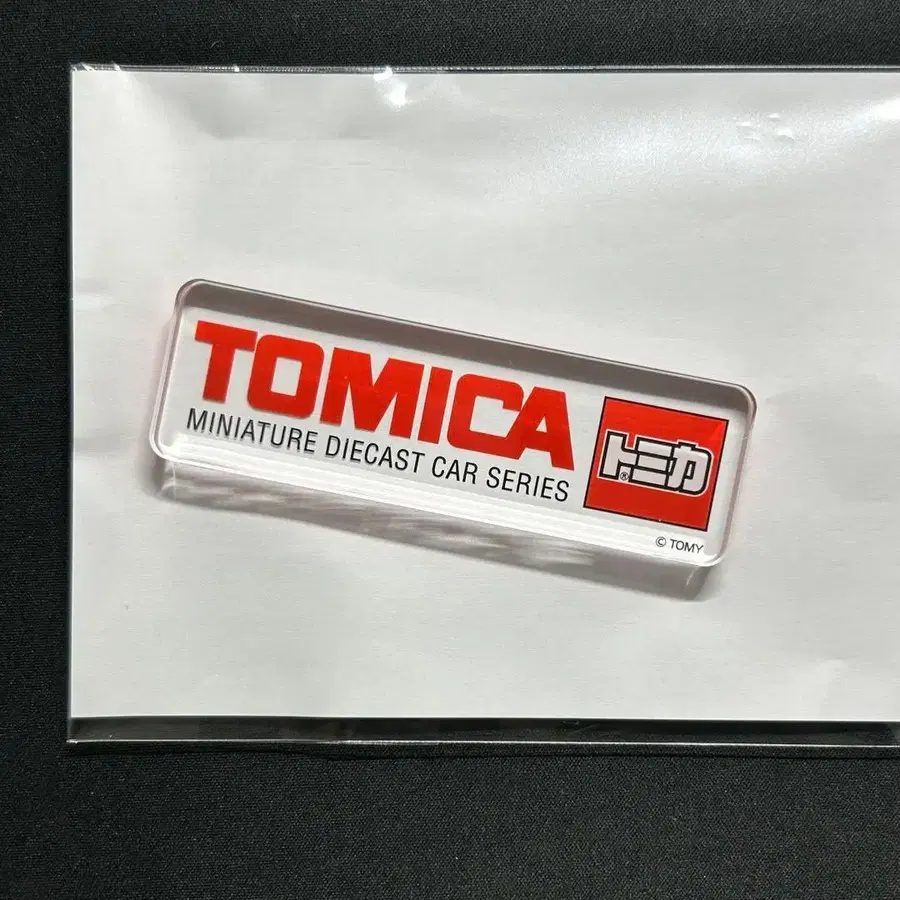 TOMICA
MINIATURE DIECAST CAR SERIES
トミカ®
© TOMY